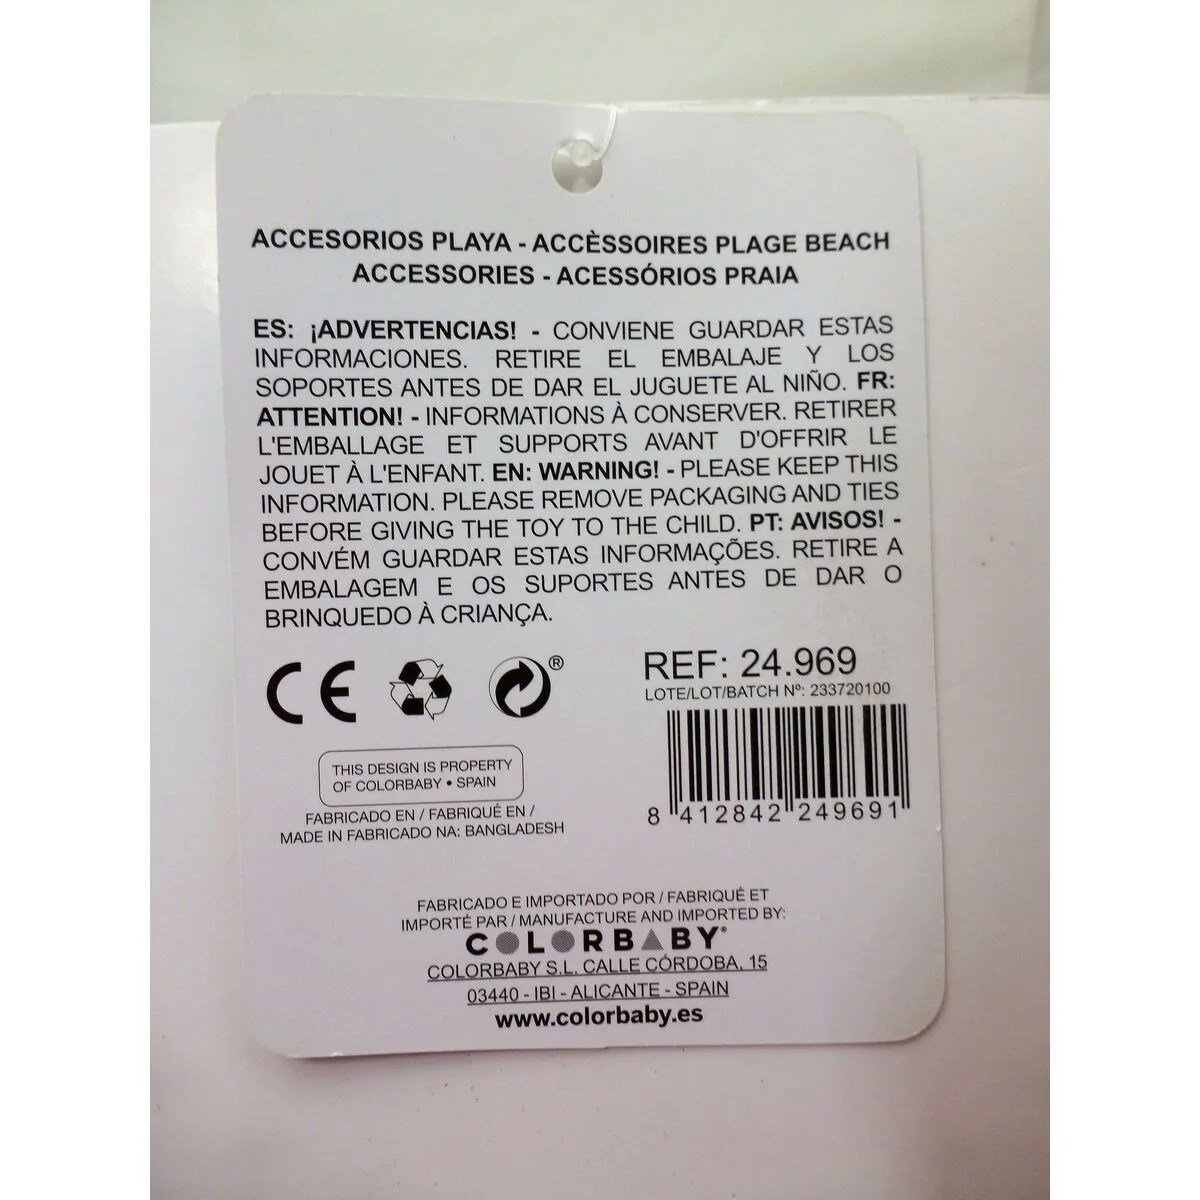 ACCESORIOS PLAYA - ACCÈSSOIRES PLAGE BEACH
ACCESSORIES - ACESSÓRIOS PRAIA
ES: ¡ADVERTENCIAS! - CONVIENE GUARDAR ESTAS
INFORMACIONES. RETIRE EL EMBALAJE Y LOS
SOPORTES ANTES DE DAR EL JUGUETE AL NIÑO. FR:
ATTENTION! - INFORMATIONS À CONSERVER. RETIRER
L'EMBALLAGE ET SUPPORTS AVANT D'OFFRIR LE
JOUET À L'ENFANT. EN: WARNING! - PLEASE KEEP THIS
INFORMATION. PLEASE REMOVE PACKAGING AND TIES
BEFORE GIVING THE TOY TO THE CHILD. PT: AVISOS! -
CONVÉM GUARDAR ESTAS INFORMAÇÕES. RETIRE A
EMBALAGEM E OS SUPORTES ANTES DE DAR O
BRINQUEDO À CRIANÇA.
CE ®
REF: 24.969
LOTE/LOT/BATCH Nº: 233720100
8 412842 249691
THIS DESIGN IS PROPERTY
OF COLORBABY • SPAIN
FABRICADO EN / FABRIQUÉ EN /
MADE IN FABRICADO NA: BANGLADESH
FABRICADO E IMPORTADO POR / FABRIQUÉ ET
IMPORTÉ PAR / MANUFACTURE AND IMPORTED BY:
COLORBABY®
COLORBABY S.L. CALLE CÓRDOBA, 15
03440 - IBI - ALICANTE - SPAIN
www.colorbaby.es